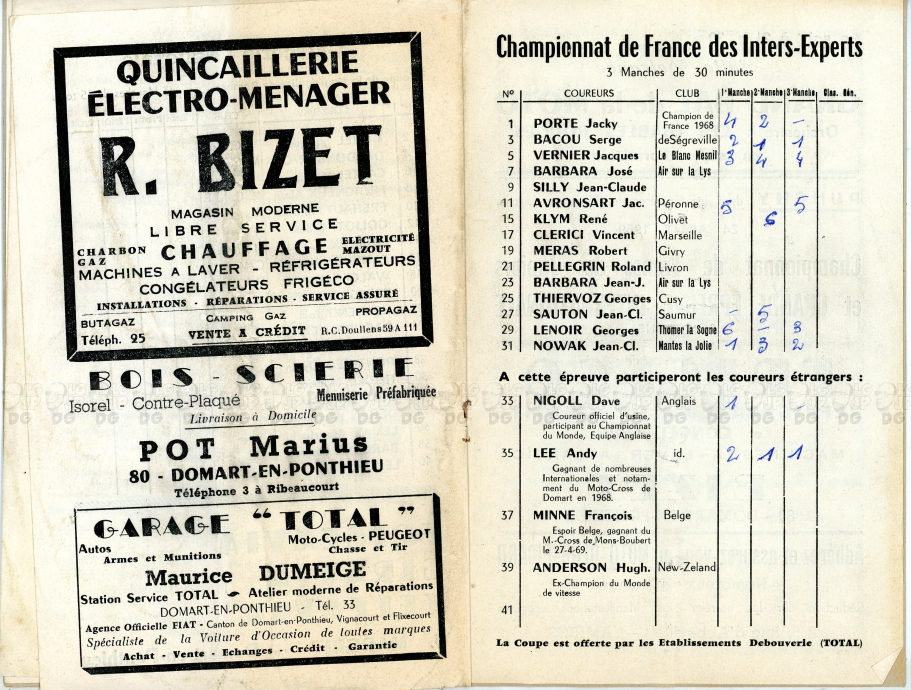 QUINCAILLERIE
ÉLECTRO-MENAGER
R. BIZET
MAGASIN MODERNE
LIBRE SERVICE
CHARBON GAZ CHAUFFAGE ELECTRICITÉ MAZOUT
MACHINES A LAVER - RÉFRIGÉRATEURS
CONGÉLATEURS FRIGÉCO
INSTALLATIONS - RÉPARATIONS - SERVICE ASSURÉ
BUTAGAZ CAMPING GAZ PROPAGAZ
Téléph. 25 VENTE A CRÉDIT R.C. Doullens 59 A 111
BOIS - SCIERIE
Isorel - Contre-Plaqué Menuiserie Préfabriquée
Livraison à Domicile
POT Marius
80 - DOMART-EN-PONTHIEU
Téléphone 3 à Ribeaucourt
GARAGE “ TOTAL ”
Autos Moto-Cycles - PEUGEOT
Armes et Munitions Chasse et Tir
Maurice DUMEIGE
Station Service TOTAL - Atelier moderne de Réparations
DOMART-EN-PONTHIEU - Tél. 33
Agence Officielle FIAT - Canton de Domart-en-Ponthieu, Vignacourt et Flixecourt
Spécialiste de la Voiture d'Occasion de toutes marques
Achat - Vente - Echanges - Crédit - Garantie
Championnat de France des Inters-Experts
3 Manches de 30 minutes
No COUREURS CLUB 1e Manche 2e Manche 3e Manche Clas. Gén.
1 PORTE Jacky Champion de France 1968 4 2 -
3 BACOU Serge de Ségreville 2 1 1
5 VERNIER Jacques Le Blanc Mesnil 3 4 4
7 BARBARA José Air sur la Lys
9 SILLY Jean-Claude
11 AVRONSART Jac. Péronne 5 5
15 KLYM René Olivet 6
17 CLERICI Vincent Marseille
19 MERAS Robert Givry
21 PELLEGRIN Roland Livron
23 BARBARA Jean-J. Air sur la Lys
25 THIERVOZ Georges Cusy
27 SAUTON Jean-Cl. Saumur - 5
29 LENOIR Georges Thomer la Sogne 6 - 3
31 NOWAK Jean-Cl. Mantes la Jolie 1 3 2
A cette épreuve participeront les coureurs étrangers :
33 NIGOLL Dave Anglais 1 - -
Coureur officiel d'usine,
participant au Championnat
du Monde, Equipe Anglaise
35 LEE Andy id. 2 1 1
Gagnant de nombreuses
Internationales et notam-
ment du Moto-Cross de
Domart en 1968.
37 MINNE François Belge
Espoir Belge, gagnant du
M.-Cross de Mons-Boubert
le 27-4-69.
39 ANDERSON Hugh. New-Zeland
Ex-Champion du Monde
de vitesse
41
La Coupe est offerte par les Etablissements Debouverie (TOTAL)